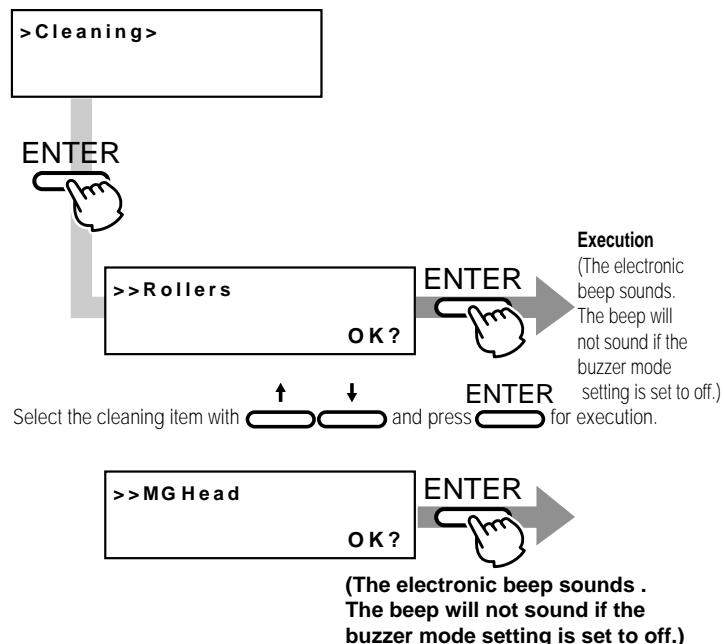 >Cleaning>
ENTER
>>Rollers
OK?
ENTER
Execution
(The electronic
beep sounds.
The beep will
not sound if the
buzzer mode
setting is set to off.)
↑ ↓ ENTER
Select the cleaning item with and press for execution.
>>MG Head
OK?
ENTER
(The electronic beep sounds .
The beep will not sound if the
buzzer mode setting is set to off.)